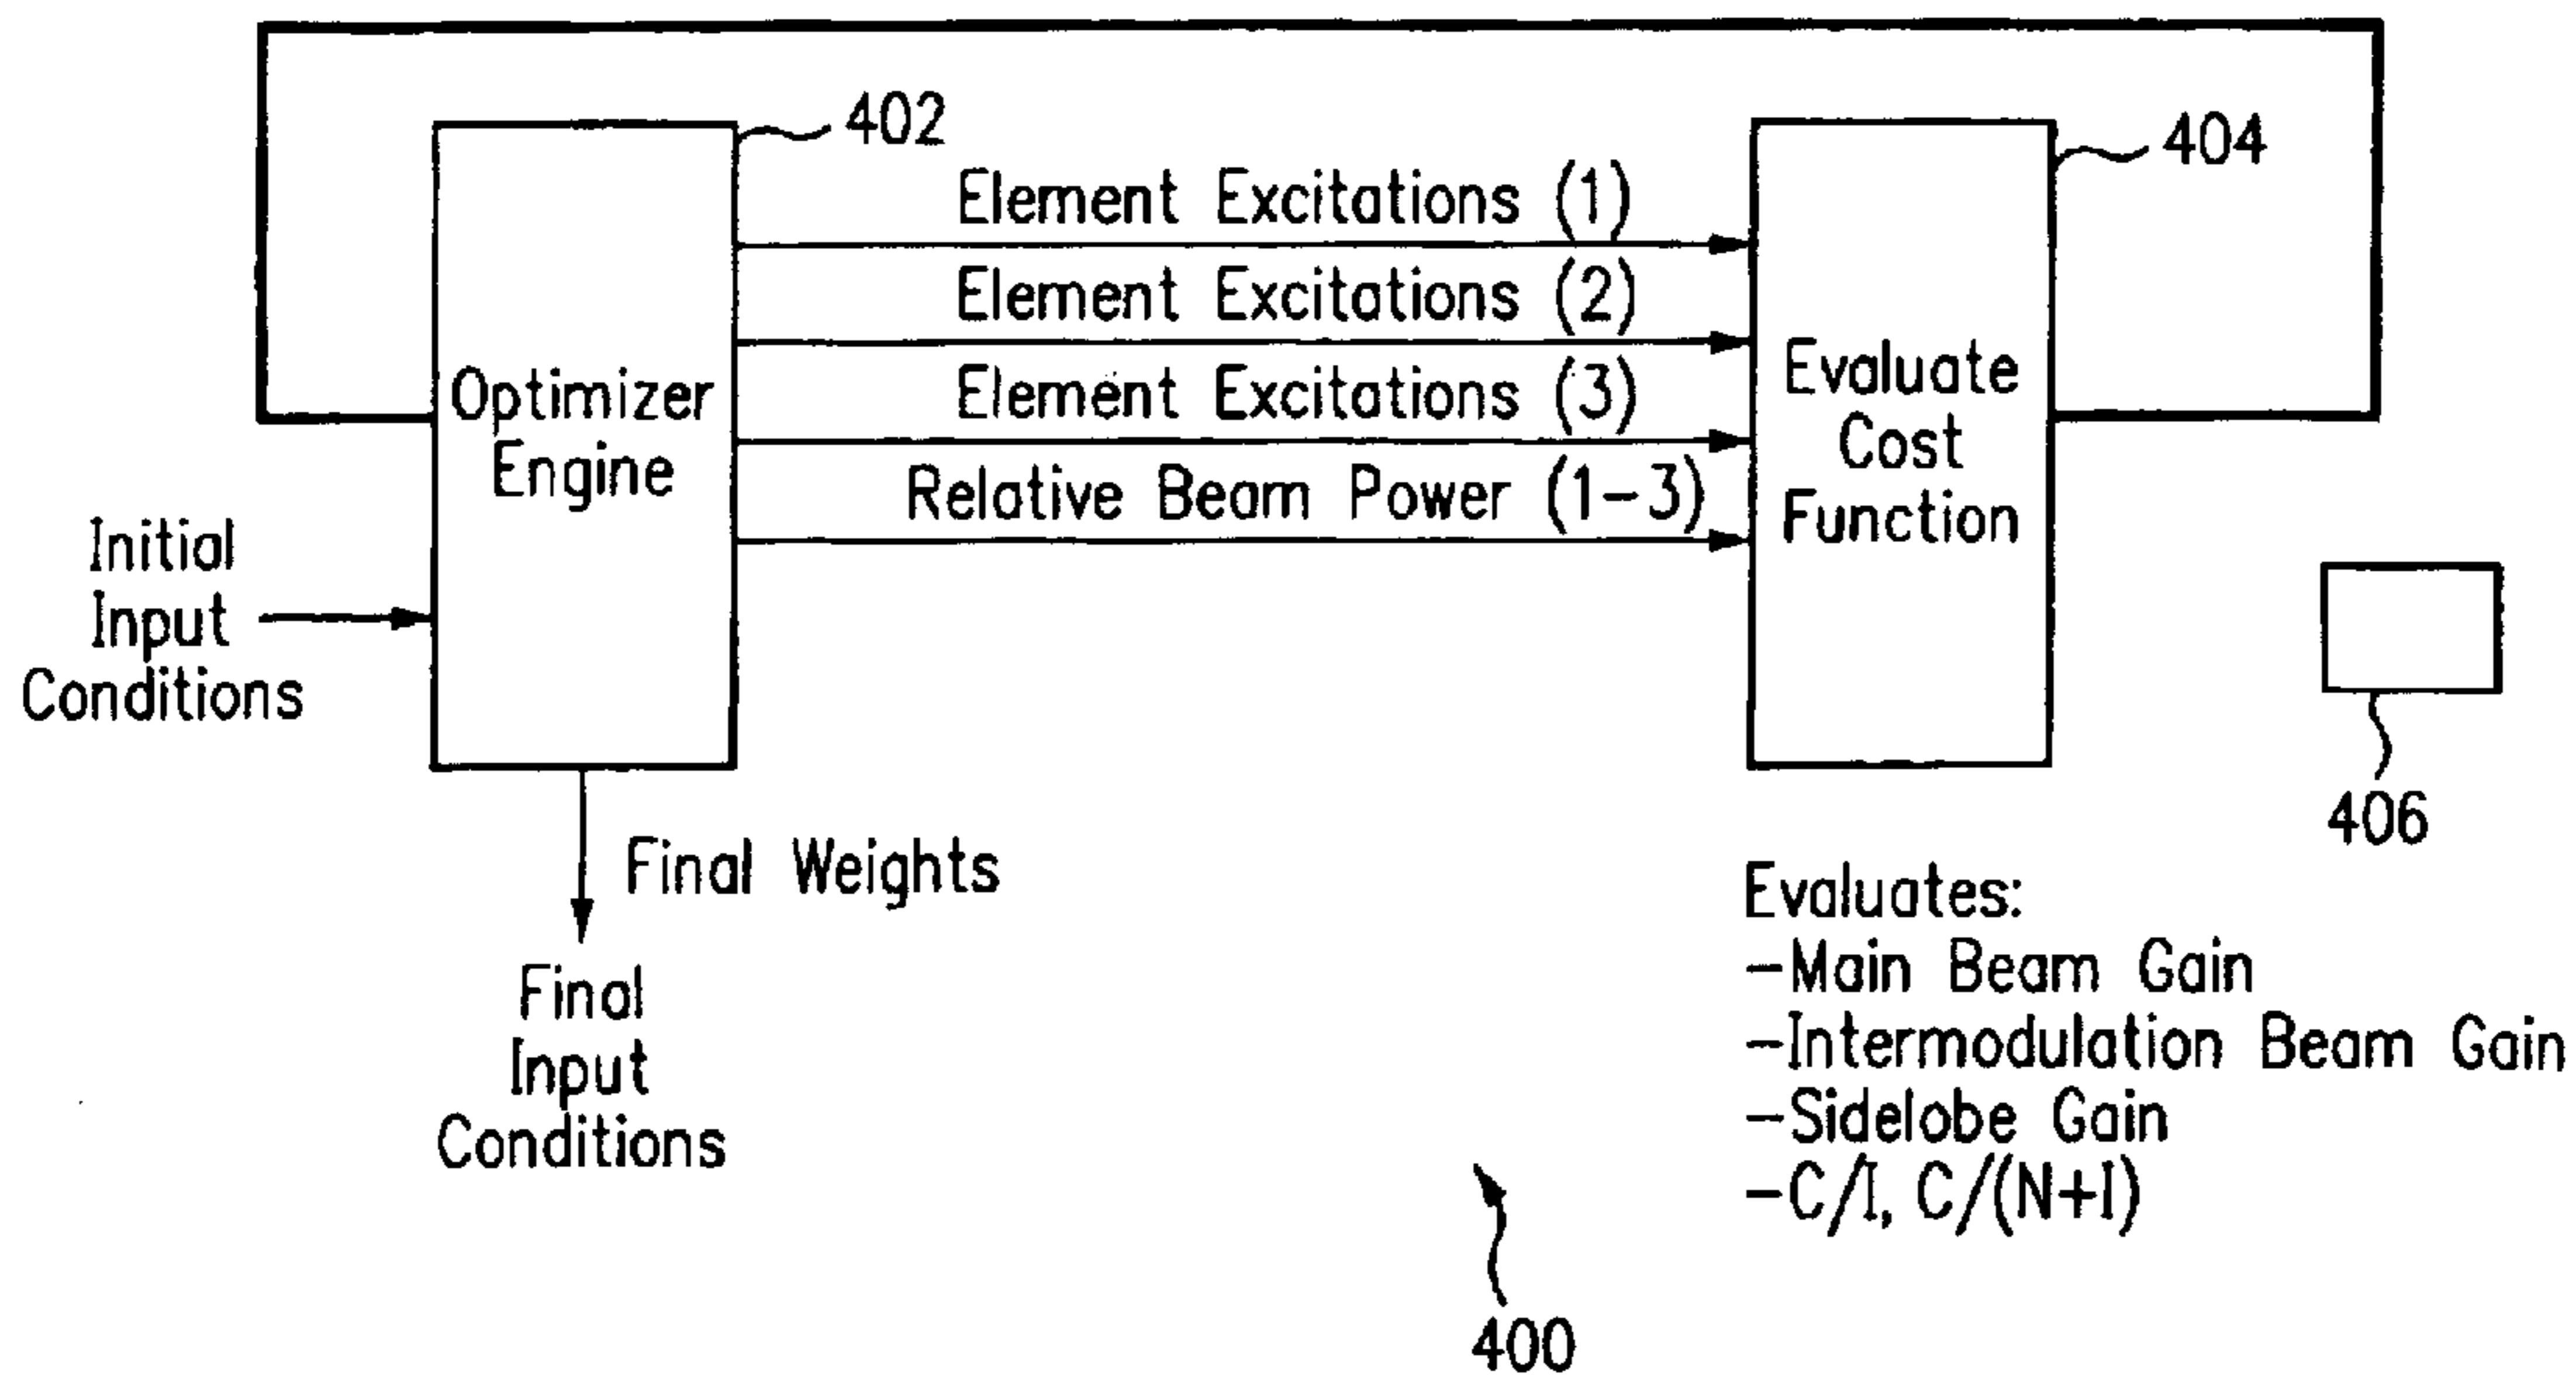 402
404
Element Excitations (1)
Element Excitations (2)
Element Excitations (3)
Relative Beam Power (1-3)
Optimizer
Engine
Evaluate
Cost
Function
Initial
Input
Conditions
406
Final Weights
Final
Input
Conditions
Evaluates:
-Main Beam Gain
-Intermodulation Beam Gain
-Sidelobe Gain
-C/I, C/(N+I)
400